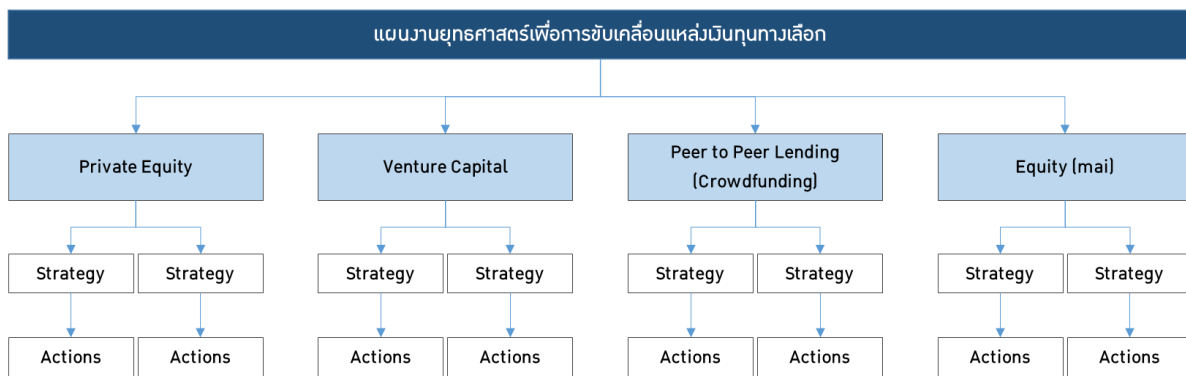 แผนงานยุทธศาสตร์เพื่อการขับเคลื่อนแหล่งเงินทุนทางเลือก
Private Equity
Venture Capital
Peer to Peer Lending
(Crowdfunding)
Equity (mai)
Strategy
Strategy
Strategy
Strategy
Strategy
Strategy
Strategy
Strategy
Actions
Actions
Actions
Actions
Actions
Actions
Actions
Actions